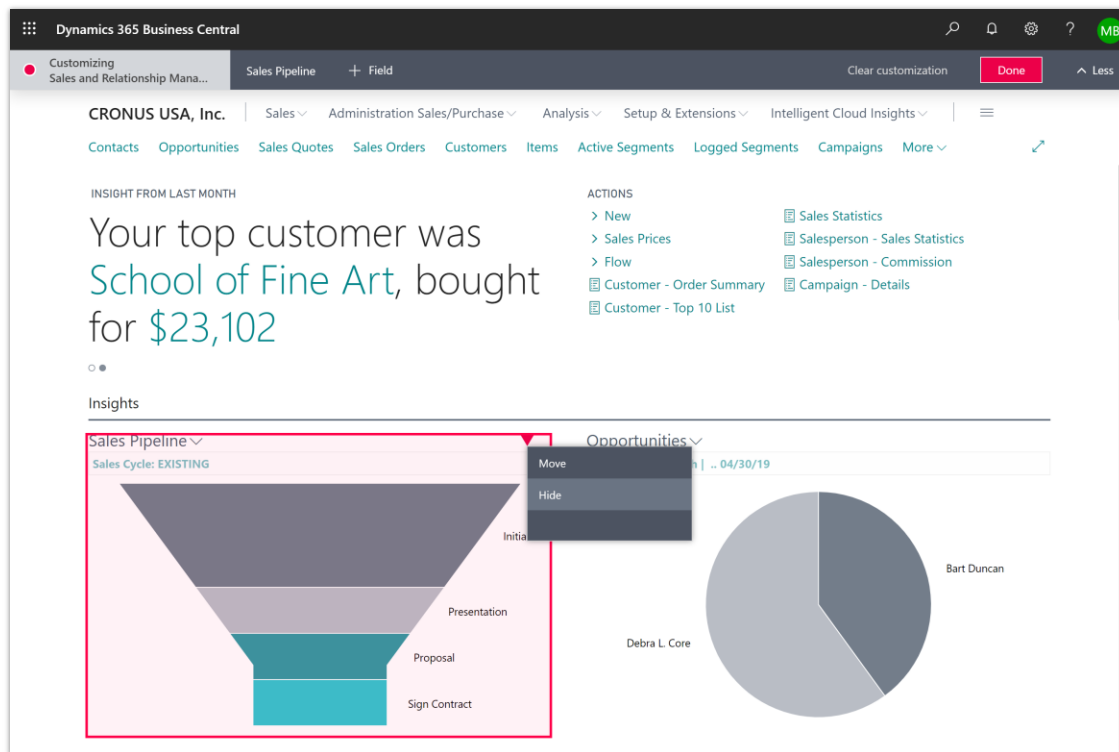 Dynamics 365 Business Central
?
MB
Customizing
Sales and Relationship Mana...
Sales Pipeline
+ Field
Clear customization
Done
Less
CRONUS USA, Inc.
Sales
Administration Sales/Purchase
Analysis
Setup & Extensions
Intelligent Cloud Insights
Contacts
Opportunities
Sales Quotes
Sales Orders
Customers
Items
Active Segments
Logged Segments
Campaigns
More
INSIGHT FROM LAST MONTH
Your top customer was
School of Fine Art, bought
for $23,102
ACTIONS
> New
> Sales Prices
> Flow
Customer - Order Summary
Customer - Top 10 List
Sales Statistics
Salesperson - Sales Statistics
Salesperson - Commission
Campaign - Details
Insights
Sales Pipeline
Sales Cycle: EXISTING
Initia
Presentation
Proposal
Sign Contract
Move
Hide
Opportunities
h | .. 04/30/19
Bart Duncan
Debra L. Core